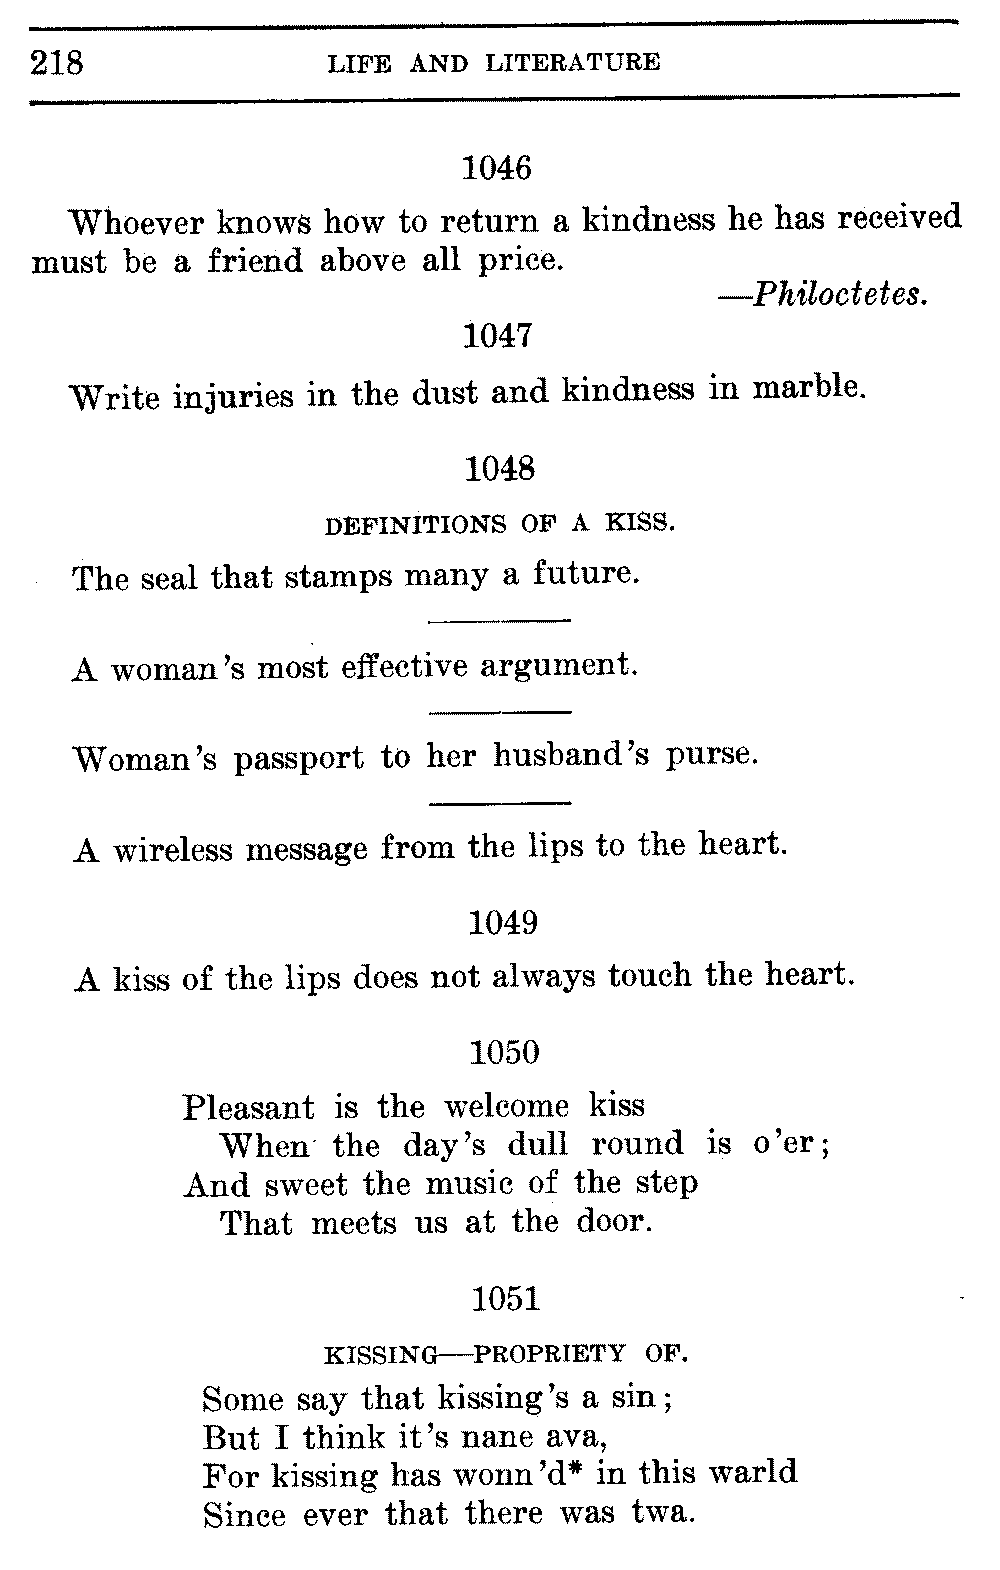 218 LIFE AND LITERATURE
1046
Whoever knows how to return a kindness he has received
must be a friend above all price.
—Philoctetes.
1047
Write injuries in the dust and kindness in marble.
1048
DEFINITIONS OF A KISS.
The seal that stamps many a future.
A woman's most effective argument.
Woman's passport to her husband's purse.
A wireless message from the lips to the heart.
1049
A kiss of the lips does not always touch the heart.
1050
Pleasant is the welcome kiss
When the day's dull round is o'er;
And sweet the music of the step
That meets us at the door.
1051
KISSING—PROPRIETY OF.
Some say that kissing's a sin;
But I think it's nane ava,
For kissing has wonn'd* in this warld
Since ever that there was twa.